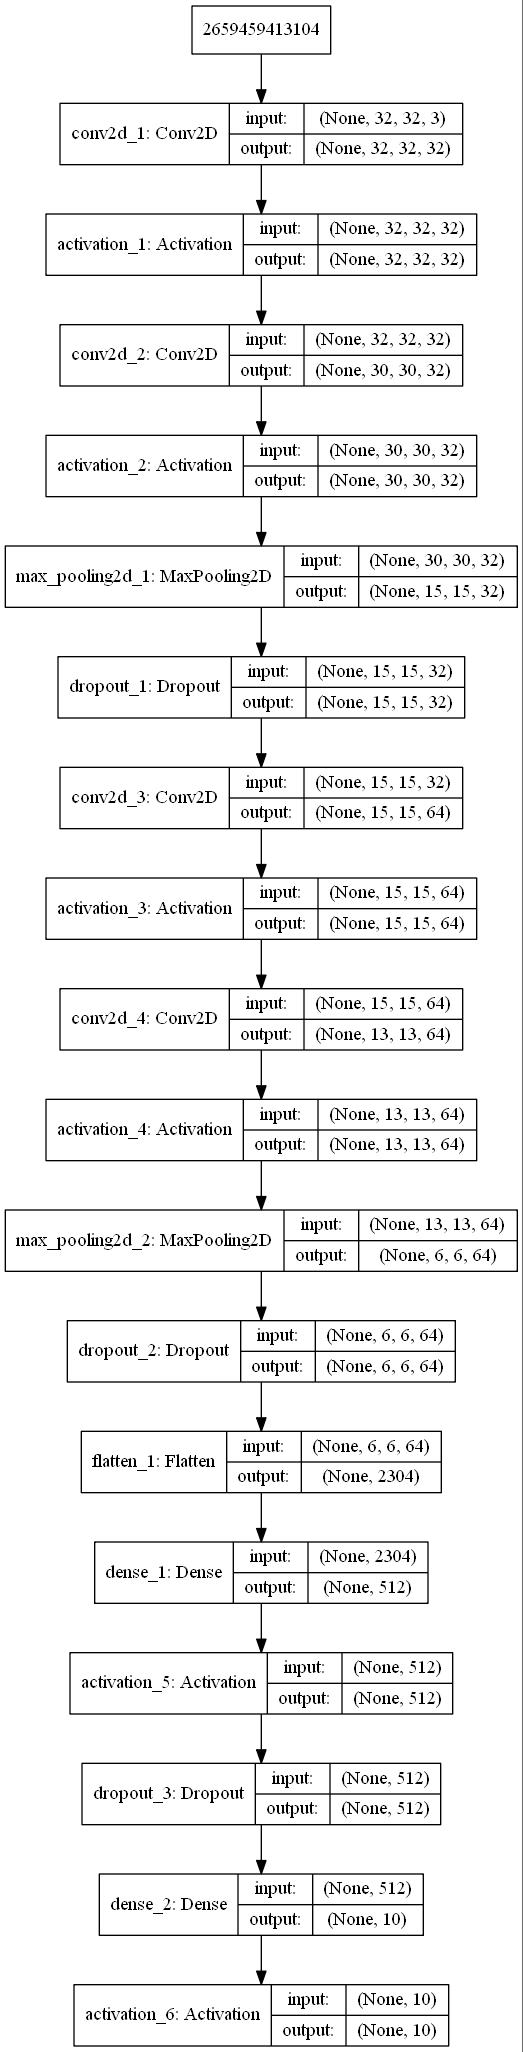 2659459413104
conv2d_1: Conv2D
input: (None, 32, 32, 3)
output: (None, 32, 32, 32)
activation_1: Activation
input: (None, 32, 32, 32)
output: (None, 32, 32, 32)
conv2d_2: Conv2D
input: (None, 32, 32, 32)
output: (None, 30, 30, 32)
activation_2: Activation
input: (None, 30, 30, 32)
output: (None, 30, 30, 32)
max_pooling2d_1: MaxPooling2D
input: (None, 30, 30, 32)
output: (None, 15, 15, 32)
dropout_1: Dropout
input: (None, 15, 15, 32)
output: (None, 15, 15, 32)
conv2d_3: Conv2D
input: (None, 15, 15, 32)
output: (None, 15, 15, 64)
activation_3: Activation
input: (None, 15, 15, 64)
output: (None, 15, 15, 64)
conv2d_4: Conv2D
input: (None, 15, 15, 64)
output: (None, 13, 13, 64)
activation_4: Activation
input: (None, 13, 13, 64)
output: (None, 13, 13, 64)
max_pooling2d_2: MaxPooling2D
input: (None, 13, 13, 64)
output: (None, 6, 6, 64)
dropout_2: Dropout
input: (None, 6, 6, 64)
output: (None, 6, 6, 64)
flatten_1: Flatten
input: (None, 6, 6, 64)
output: (None, 2304)
dense_1: Dense
input: (None, 2304)
output: (None, 512)
activation_5: Activation
input: (None, 512)
output: (None, 512)
dropout_3: Dropout
input: (None, 512)
output: (None, 512)
dense_2: Dense
input: (None, 512)
output: (None, 10)
activation_6: Activation
input: (None, 10)
output: (None, 10)